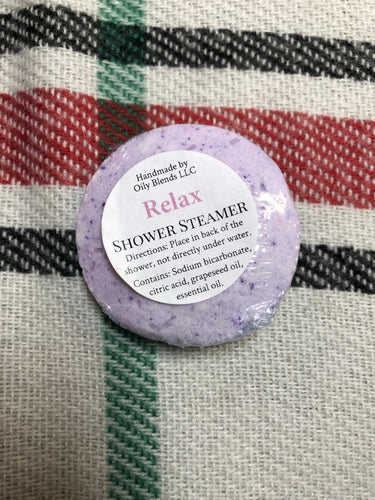 Handmade by
Oily Blends LLC
Relax
SHOWER STEAMER
Directions: Place in back of the
shower, not directly under water.
Contains: Sodium bicarbonate,
citric acid, grapeseed oil,
essential oil.